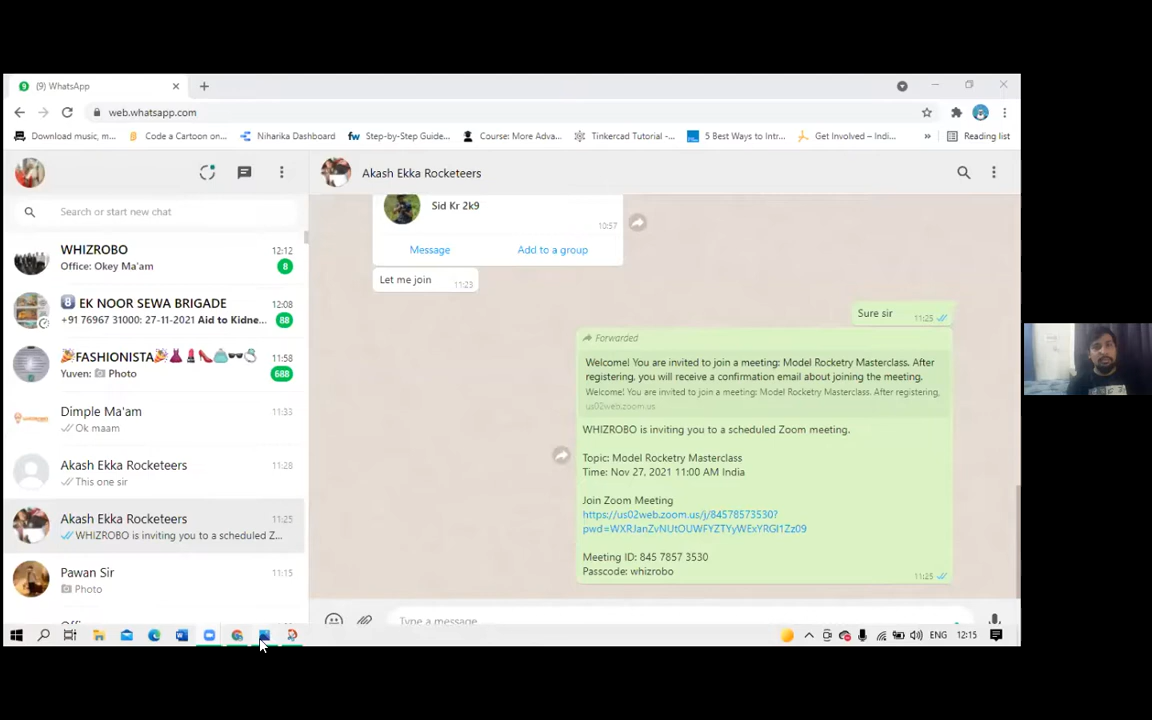 (9) WhatsApp
web.whatsapp.com
Download music, m...
Code a Cartoon on...
Niharika Dashboard
Step-by-Step Guide...
Course: More Adva...
Tinkercad Tutorial -...
5 Best Ways to Intr...
Get Involved – Indi...
Reading list
Search or start new chat
WHIZROBO 12:12
Office: Okey Ma'am 8
8 EK NOOR SEWA BRIGADE 12:08
+91 76967 31000: 27-11-2021 Aid to Kidne... 88
🎉FASHIONISTA🎉👗💄👠👛🕶️💍 11:58
Yuven: 📷 Photo 688
Dimple Ma'am 11:33
Ok maam
Akash Ekka Rocketeers 11:28
This one sir
Akash Ekka Rocketeers 11:25
WHIZROBO is inviting you to a scheduled Z...
Pawan Sir 11:15
📷 Photo
Akash Ekka Rocketeers
Sid Kr 2k9
10:57
Message Add to a group
Let me join 11:23
Sure sir 11:25
Forwarded
Welcome! You are invited to join a meeting: Model Rocketry Masterclass. After
registering, you will receive a confirmation email about joining the meeting.
Welcome! You are invited to join a meeting: Model Rocketry Masterclass. After registering,
us02web.zoom.us
WHIZROBO is inviting you to a scheduled Zoom meeting.
Topic: Model Rocketry Masterclass
Time: Nov 27, 2021 11:00 AM India
Join Zoom Meeting
https://us02web.zoom.us/j/84578573530?
pwd=WXRJanZvNUtOUWFYZTYyWExYRGI1Zz09
Meeting ID: 845 7857 3530
Passcode: whizrobo
11:25
Type a message
ENG 12:15